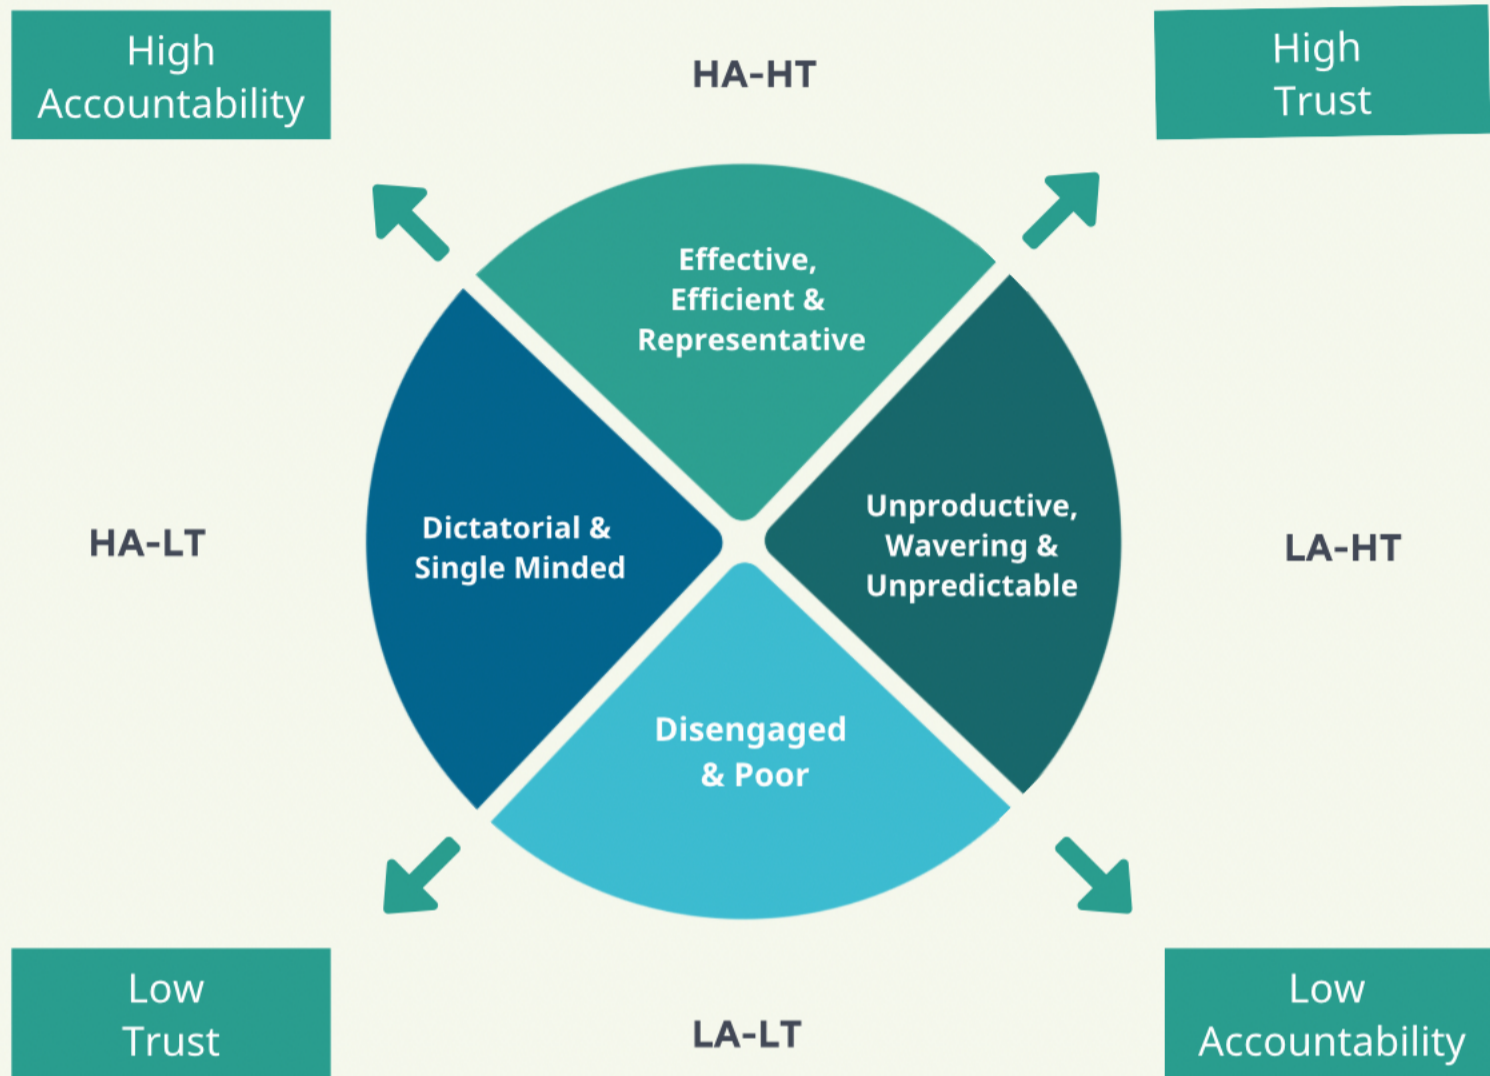 High
Accountability
HA-HT
High
Trust
Effective,
Efficient &
Representative
HA-LT
Dictatorial &
Single Minded
Unproductive,
Wavering &
Unpredictable
LA-HT
Disengaged
& Poor
Low
Trust
LA-LT
Low
Accountability